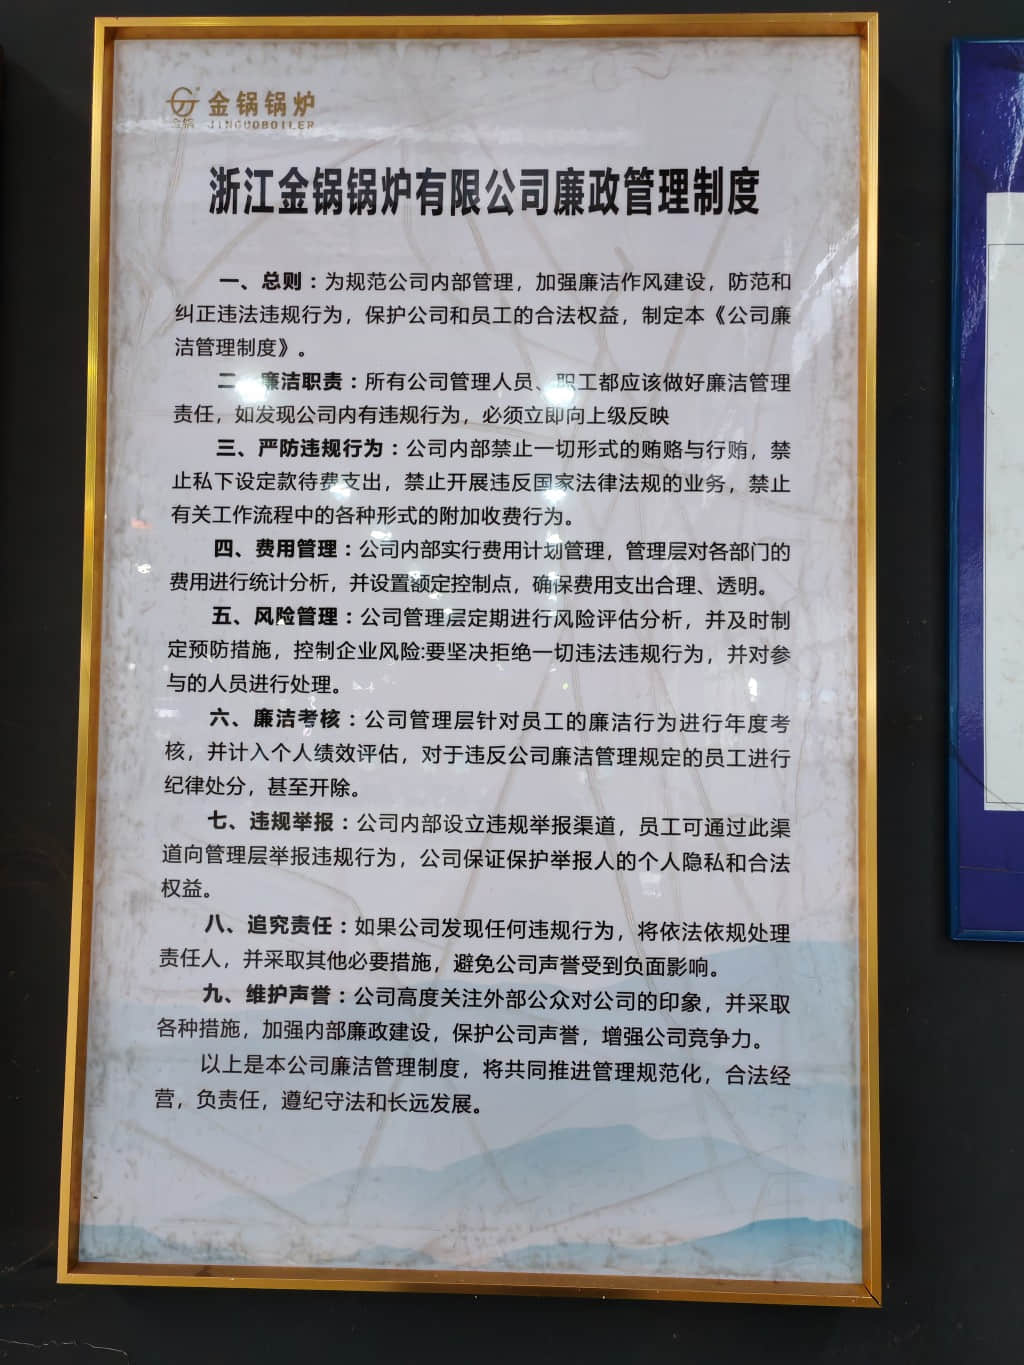 金锅锅炉
金锅 JINGUOBOILER
浙江金锅锅炉有限公司廉政管理制度
一、总则：为规范公司内部管理，加强廉洁作风建设，防范和
纠正违法违规行为，保护公司和员工的合法权益，制定本《公司廉
洁管理制度》。
二、廉洁职责：所有公司管理人员、职工都应该做好廉洁管理
责任，如发现公司内有违规行为，必须立即向上级反映
三、严防违规行为：公司内部禁止一切形式的贿赂与行贿，禁
止私下设定款待费支出，禁止开展违反国家法律法规的业务，禁止
有关工作流程中的各种形式的附加收费行为。
四、费用管理：公司内部实行费用计划管理，管理层对各部门的
费用进行统计分析，并设置额定控制点，确保费用支出合理、透明。
五、风险管理：公司管理层定期进行风险评估分析，并及时制
定预防措施，控制企业风险:要坚决拒绝一切违法违规行为，并对参
与的人员进行处理。
六、廉洁考核：公司管理层针对员工的廉洁行为进行年度考
核，并计入个人绩效评估，对于违反公司廉洁管理规定的员工进行
纪律处分，甚至开除。
七、违规举报：公司内部设立违规举报渠道，员工可通过此渠
道向管理层举报违规行为，公司保证保护举报人的个人隐私和合法
权益。
八、追究责任：如果公司发现任何违规行为，将依法依规处理
责任人，并采取其他必要措施，避免公司声誉受到负面影响。
九、维护声誉：公司高度关注外部公众对公司的印象，并采取
各种措施，加强内部廉政建设，保护公司声誉，增强公司竞争力。
以上是本公司廉洁管理制度，将共同推进管理规范化，合法经
营，负责任，遵纪守法和长远发展。